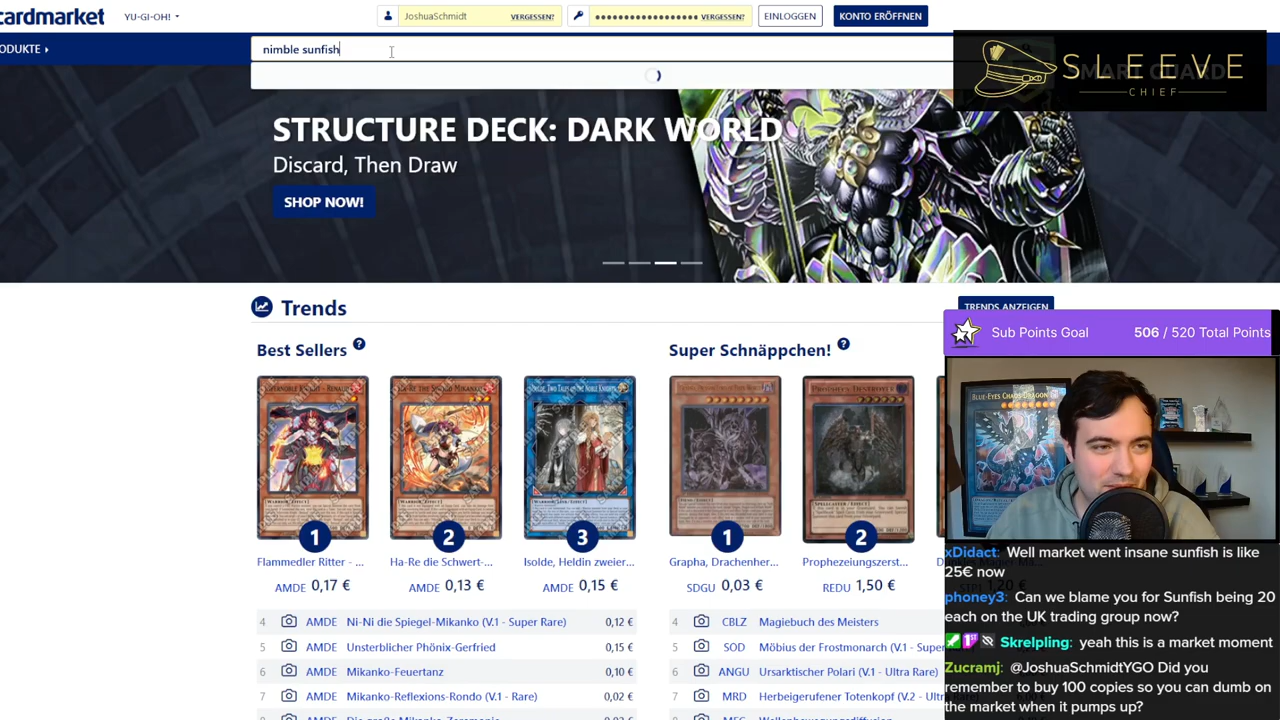 cardmarket
YU-GI-OH!
JoshuaSchmidt
VERGESSEN?
VERGESSEN?
EINLOGGEN
KONTO ERÖFFNEN
ODUKTE
nimble sunfish
SLEEVE
CHIEF
STRUCTURE DECK: DARK WORLD
Discard, Then Draw
SHOP NOW!
Trends
TRENDS ANZEIGEN
Sub Points Goal
506 / 520 Total Points
Best Sellers
Super Schnäppchen!
BLUE-EYES CHAOS DRAGON
1
2
3
1
2
Flammedler Ritter - ...
Ha-Re die Schwert-...
Isolde, Heldin zweier...
Grapha, Drachenher...
Prophezeiungszerst...
AMDE 0,17 €
AMDE 0,13 €
AMDE 0,15 €
SDGU 0,03 €
REDU 1,50 €
4 AMDE Ni-Ni die Spiegel-Mikanko (V.1 - Super Rare) 0,12 €
5 AMDE Unsterblicher Phönix-Gerfried 0,15 €
6 AMDE Mikanko-Feuertanz 0,10 €
7 AMDE Mikanko-Reflexions-Rondo (V.1 - Rare) 0,02 €
4 CBLZ Magiebuch des Meisters
5 SOD Möbius der Frostmonarch (V.1 - Super
6 ANGU Ursarktischer Polari (V.1 - Ultra Rare)
7 MRD Herbeigerufener Totenkopf (V.2 - Ultra
xDidact: Well market went insane sunfish is like
25€ now
phoney3: Can we blame you for Sunfish being 20
each on the UK trading group now?
Skrelpling: yeah this is a market moment
Zucramj: @JoshuaSchmidtYGO Did you
remember to buy 100 copies so you can dumb on
the market when it pumps up?